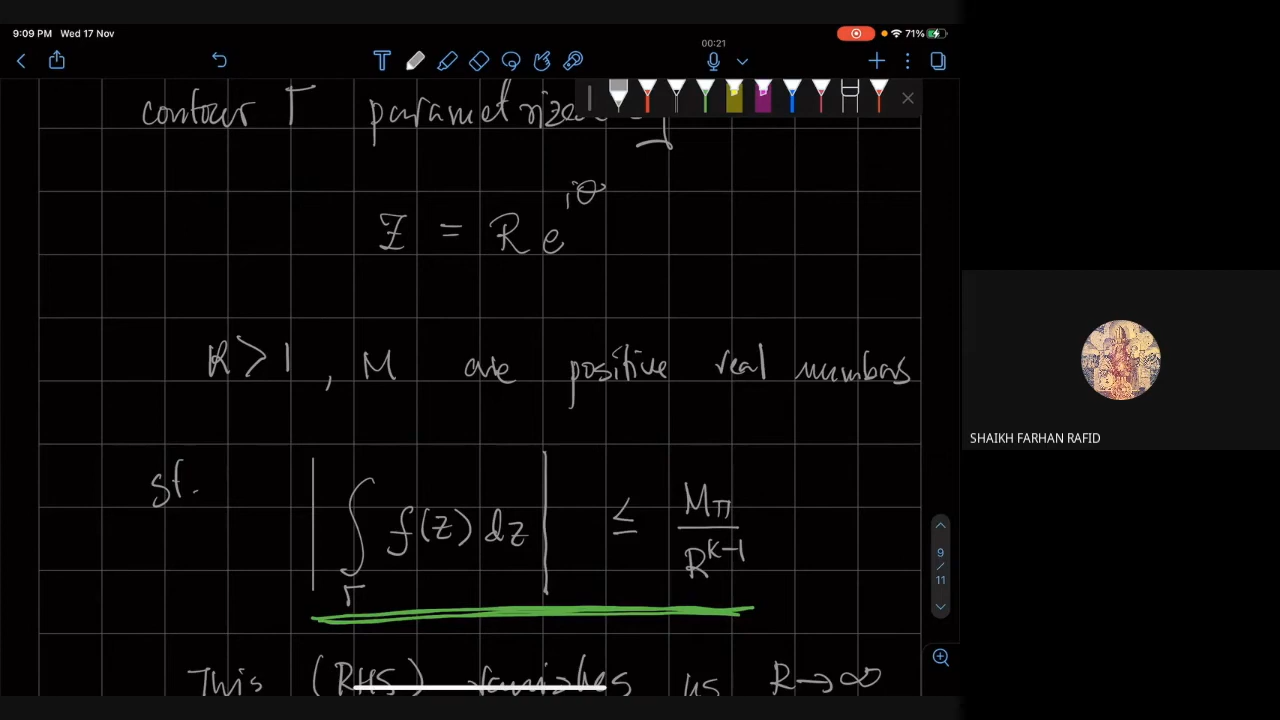 9:09 PM Wed 17 Nov
71%
00:21
contour Γ parametrized by
Z = R e^{iθ}
K > 1 , M are positive real numbers
SHAIKH FARHAN RAFID
st. | ∫_Γ f(z) dz | ≤ Mπ / R^{K-1}
9
/
11
This (RHS) vanishes as R → ∞